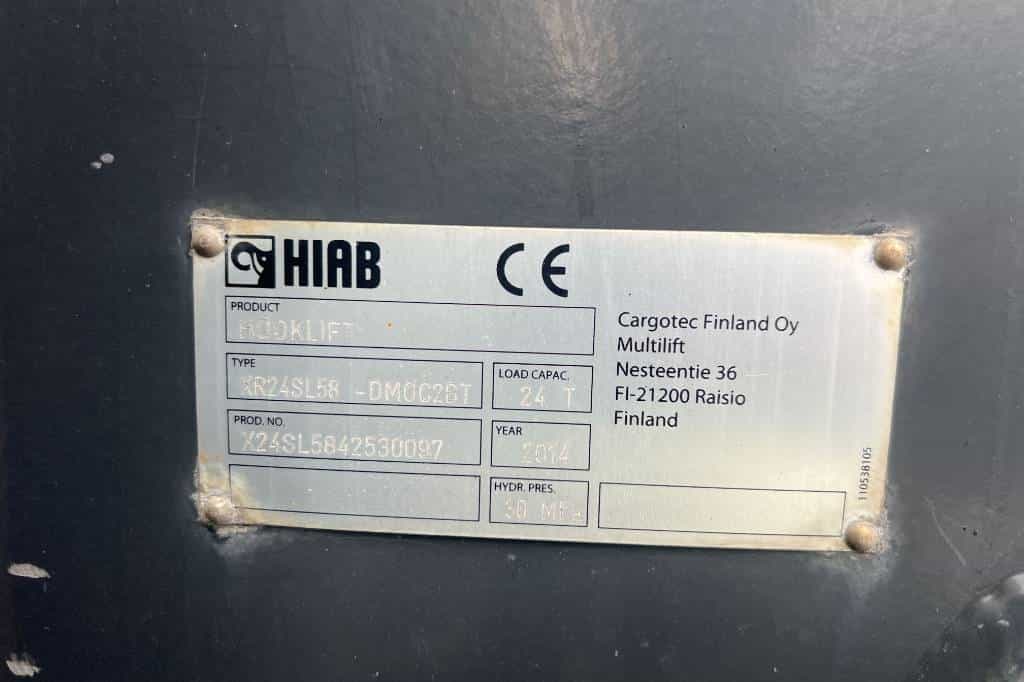 HIAB CE
PRODUCT
HOOKLIFT
TYPE
XR24SL58 -DM0C2BT
LOAD CAPAC.
24 T
PROD. NO.
X24SL5842530097
YEAR
2014
HYDR. PRES.
30 MPa
Cargotec Finland Oy
Multilift
Nesteentie 36
FI-21200 Raisio
Finland
110538105